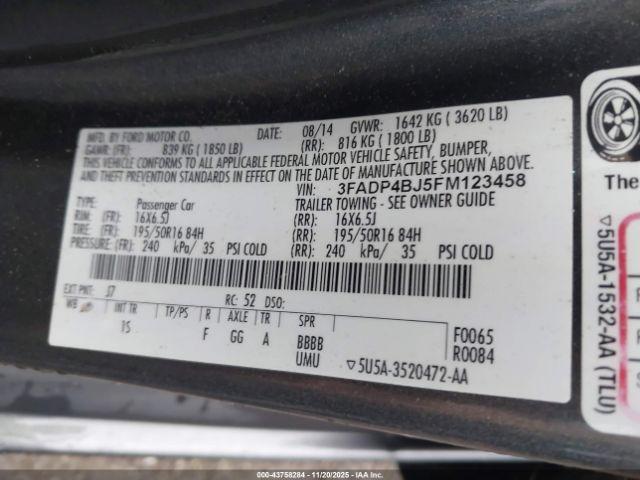 MFD. BY FORD MOTOR CO.
DATE: 08/14 GVWR: 1642 KG ( 3620 LB)
GAWR: (FR): 839 KG ( 1850 LB) (RR): 816 KG ( 1800 LB)
THIS VEHICLE CONFORMS TO ALL APPLICABLE FEDERAL MOTOR VEHICLE SAFETY, BUMPER,
AND THEFT PREVENTION STANDARDS IN EFFECT ON THE DATE OF MANUFACTURE SHOWN ABOVE.
VIN: 3FADP4BJ5FM123458
TYPE: Passenger Car TRAILER TOWING - SEE OWNER GUIDE
RIM: (FR) 16X6.5J (RR): 16X6.5J
TIRE: (FR) 195/50R16 84H (RR): 195/50R16 84H
PRESSURE: (FR): 240 kPa/ 35 PSI COLD (RR): 240 kPa/ 35 PSI COLD
EXT PNT: J7 RC: 52 DSO:
WB INT TR TP/PS R AXLE TR SPR
IS F GG A BBBB F0065
UMU R0084
▽5U5A-3520472-AA
The
▽5U5A-1532-AA (TLU)
000-43758284 — 11/20/2025 — IAA